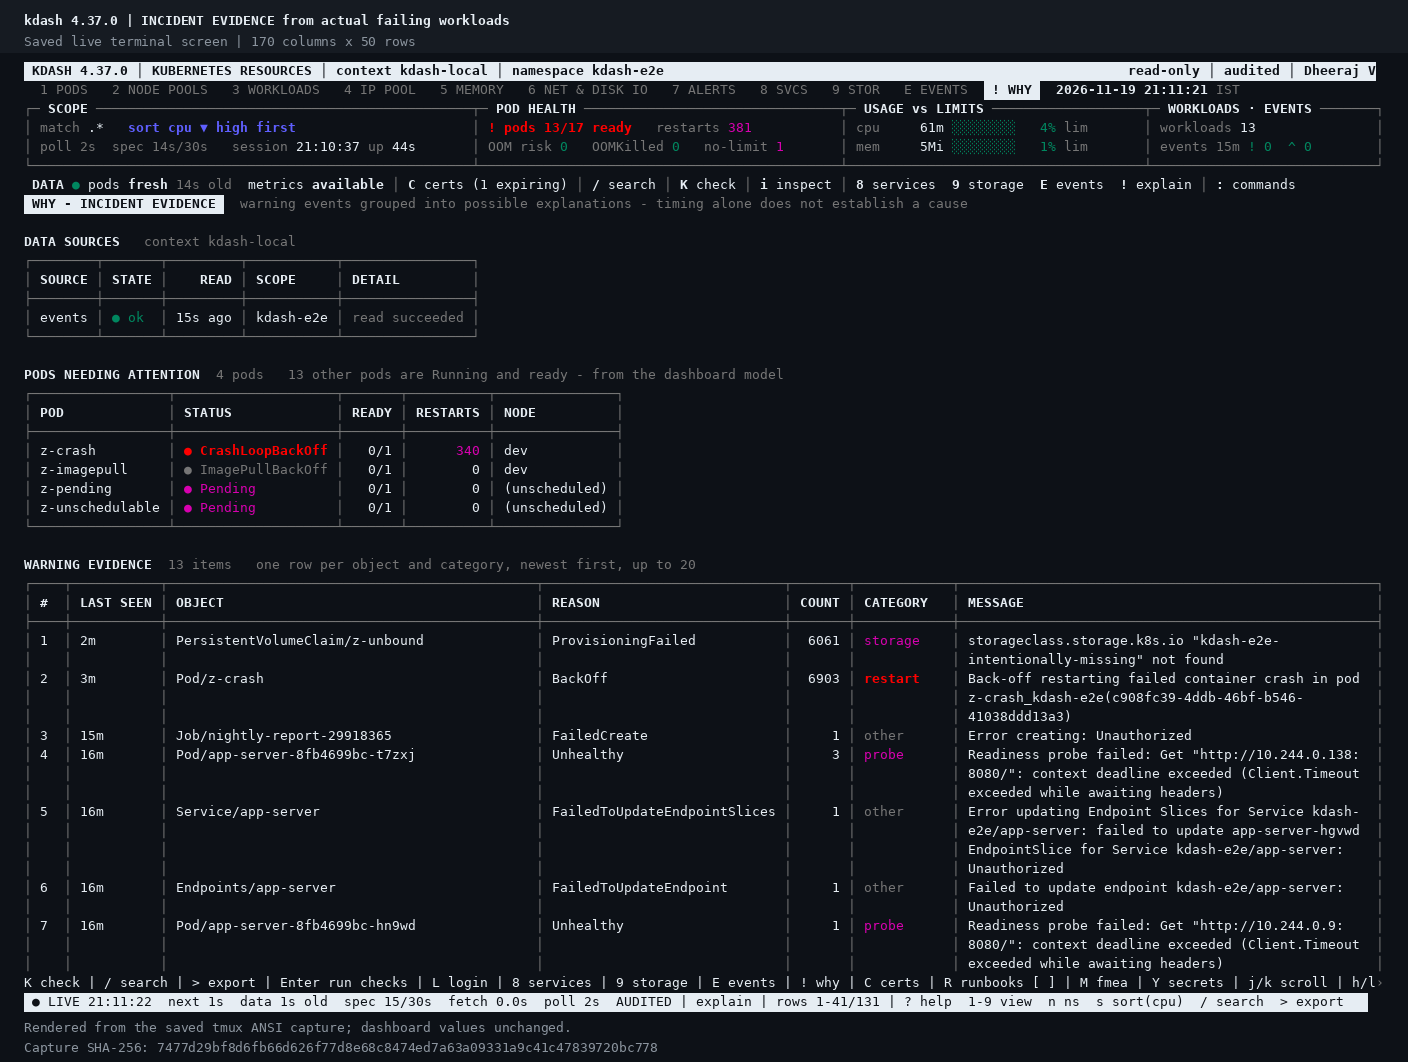 kdash 4.37.0 | INCIDENT EVIDENCE from actual failing workloads
Saved live terminal screen | 170 columns x 50 rows
KDASH 4.37.0 │ KUBERNETES RESOURCES │ context kdash-local │ namespace kdash-e2e read-only │ audited │ Dheeraj V
1 PODS 2 NODE POOLS 3 WORKLOADS 4 IP POOL 5 MEMORY 6 NET & DISK IO 7 ALERTS 8 SVCS 9 STOR E EVENTS ! WHY 2026-11-19 21:11:21 IST
SCOPE POD HEALTH USAGE vs LIMITS WORKLOADS · EVENTS
match .* sort cpu ▼ high first │ ! pods 13/17 ready restarts 381 │ cpu 61m ░░░░░░░░ 4% lim │ workloads 13
poll 2s spec 14s/30s session 21:10:37 up 44s │ OOM risk 0 OOMKilled 0 no-limit 1 │ mem 5Mi ░░░░░░░░ 1% lim │ events 15m ! 0 ^ 0
DATA ● pods fresh 14s old metrics available │ C certs (1 expiring) │ / search │ K check │ i inspect │ 8 services 9 storage E events ! explain │ : commands
WHY - INCIDENT EVIDENCE warning events grouped into possible explanations - timing alone does not establish a cause
DATA SOURCES context kdash-local
SOURCE │ STATE │ READ │ SCOPE │ DETAIL
events │ ● ok │ 15s ago │ kdash-e2e │ read succeeded
PODS NEEDING ATTENTION 4 pods 13 other pods are Running and ready - from the dashboard model
POD │ STATUS │ READY │ RESTARTS │ NODE
z-crash │ ● CrashLoopBackOff │ 0/1 │ 340 │ dev
z-imagepull │ ● ImagePullBackOff │ 0/1 │ 0 │ dev
z-pending │ ● Pending │ 0/1 │ 0 │ (unscheduled)
z-unschedulable │ ● Pending │ 0/1 │ 0 │ (unscheduled)
WARNING EVIDENCE 13 items one row per object and category, newest first, up to 20
# │ LAST SEEN │ OBJECT │ REASON │ COUNT │ CATEGORY │ MESSAGE
1 │ 2m │ PersistentVolumeClaim/z-unbound │ ProvisioningFailed │ 6061 │ storage │ storageclass.storage.k8s.io "kdash-e2e-
intentionally-missing" not found
2 │ 3m │ Pod/z-crash │ BackOff │ 6903 │ restart │ Back-off restarting failed container crash in pod
z-crash_kdash-e2e(c908fc39-4ddb-46bf-b546-
41038ddd13a3)
3 │ 15m │ Job/nightly-report-29918365 │ FailedCreate │ 1 │ other │ Error creating: Unauthorized
4 │ 16m │ Pod/app-server-8fb4699bc-t7zxj │ Unhealthy │ 3 │ probe │ Readiness probe failed: Get "http://10.244.0.138:
8080/": context deadline exceeded (Client.Timeout
exceeded while awaiting headers)
5 │ 16m │ Service/app-server │ FailedToUpdateEndpointSlices │ 1 │ other │ Error updating Endpoint Slices for Service kdash-
e2e/app-server: failed to update app-server-hgvwd
EndpointSlice for Service kdash-e2e/app-server:
Unauthorized
6 │ 16m │ Endpoints/app-server │ FailedToUpdateEndpoint │ 1 │ other │ Failed to update endpoint kdash-e2e/app-server:
Unauthorized
7 │ 16m │ Pod/app-server-8fb4699bc-hn9wd │ Unhealthy │ 1 │ probe │ Readiness probe failed: Get "http://10.244.0.9:
8080/": context deadline exceeded (Client.Timeout
exceeded while awaiting headers)
K check | / search | > export | Enter run checks | L login | 8 services | 9 storage | E events | ! why | C certs | R runbooks [ ] | M fmea | Y secrets | j/k scroll | h/l›
● LIVE 21:11:22 next 1s data 1s old spec 15/30s fetch 0.0s poll 2s AUDITED | explain | rows 1-41/131 | ? help 1-9 view n ns s sort(cpu) / search > export
Rendered from the saved tmux ANSI capture; dashboard values unchanged.
Capture SHA-256: 7477d29bf8d6fb66d626f77d8e68c8474ed7a63a09331a9c41c47839720bc778